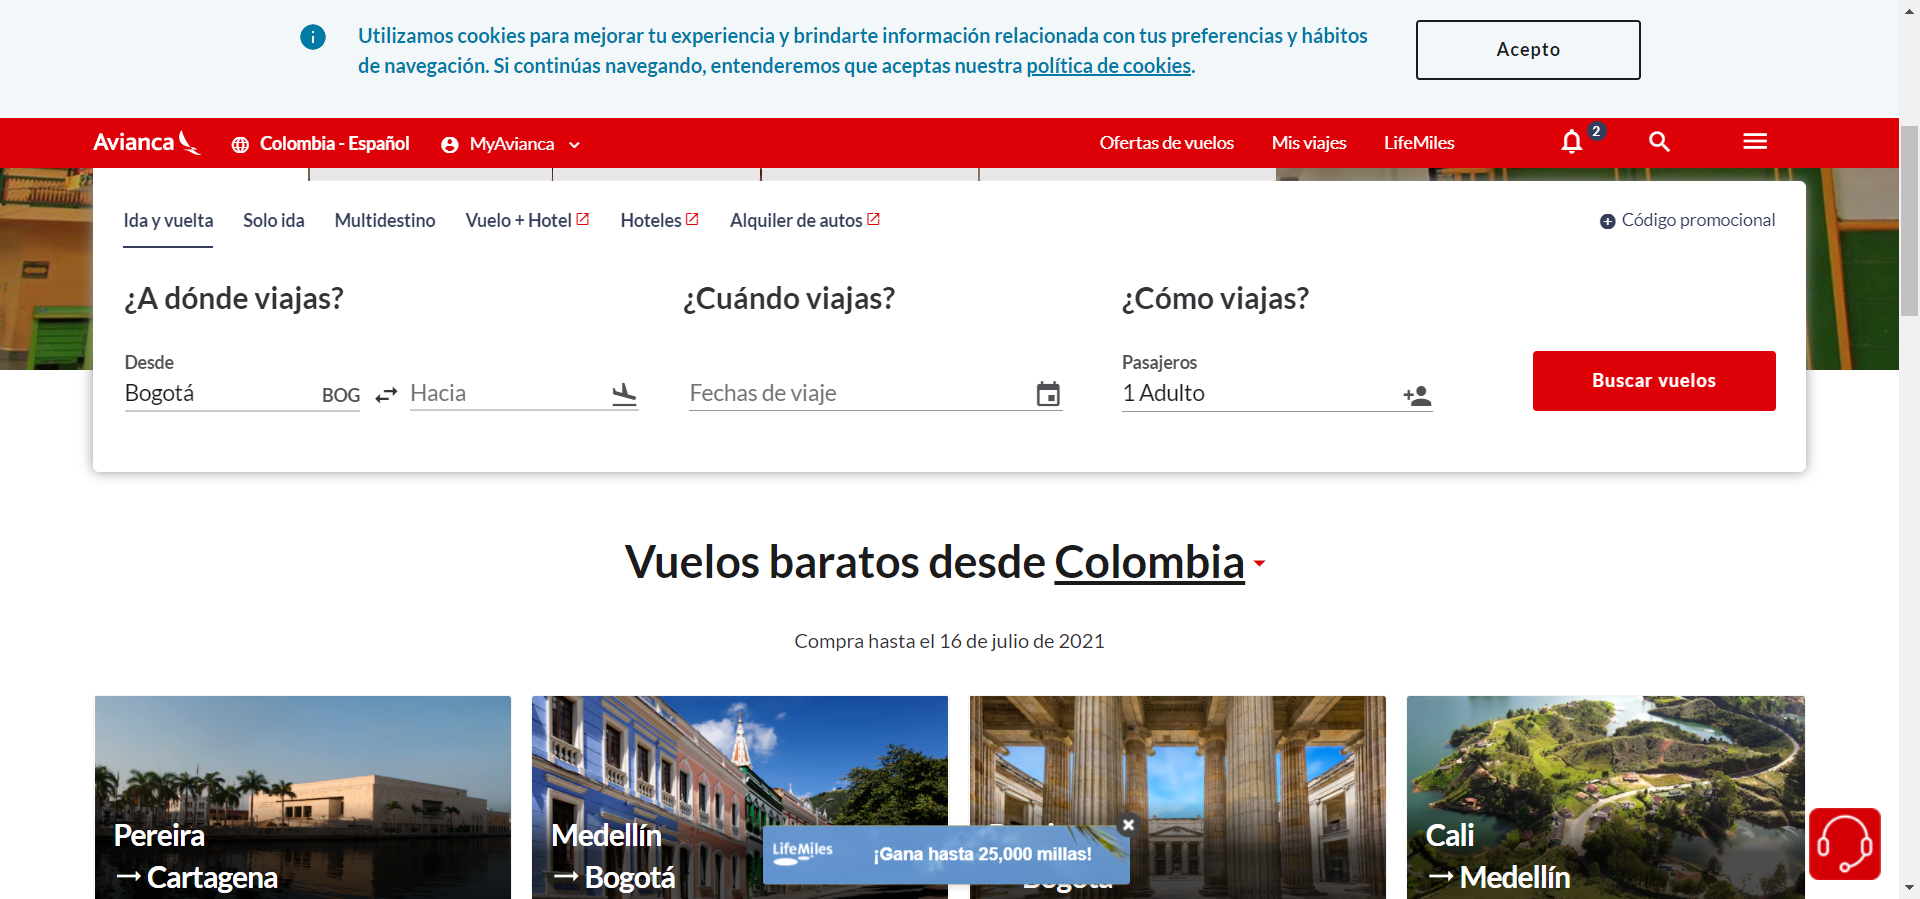 Utilizamos cookies para mejorar tu experiencia y brindarte información relacionada con tus preferencias y hábitos
de navegación. Si continúas navegando, entenderemos que aceptas nuestra política de cookies.
Acepto
Avianca
Colombia - Español
MyAvianca
Ofertas de vuelos
Mis viajes
LifeMiles
2
Ida y vuelta
Solo ida
Multidestino
Vuelo + Hotel
Hoteles
Alquiler de autos
Código promocional
¿A dónde viajas?
¿Cuándo viajas?
¿Cómo viajas?
Desde
Pasajeros
Bogotá
BOG
Hacia
Fechas de viaje
1 Adulto
Buscar vuelos
Vuelos baratos desde Colombia
Compra hasta el 16 de julio de 2021
Pereira
→ Cartagena
Medellín
→ Bogotá
LifeMiles
¡Gana hasta 25,000 millas!
Bogotá
Cali
→ Medellín